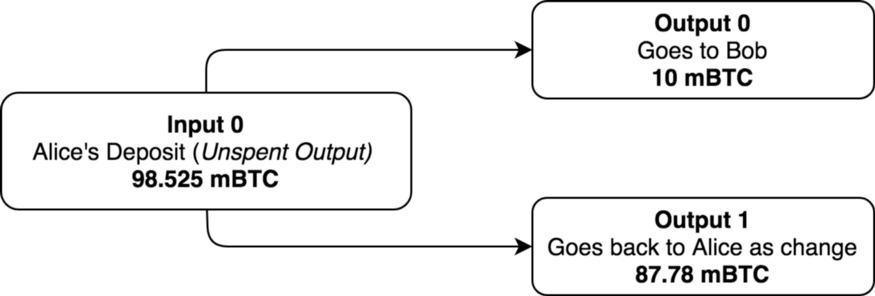 Output 0
Goes to Bob
10 mBTC
Input 0
Alice's Deposit (Unspent Output)
98.525 mBTC
Output 1
Goes back to Alice as change
87.78 mBTC